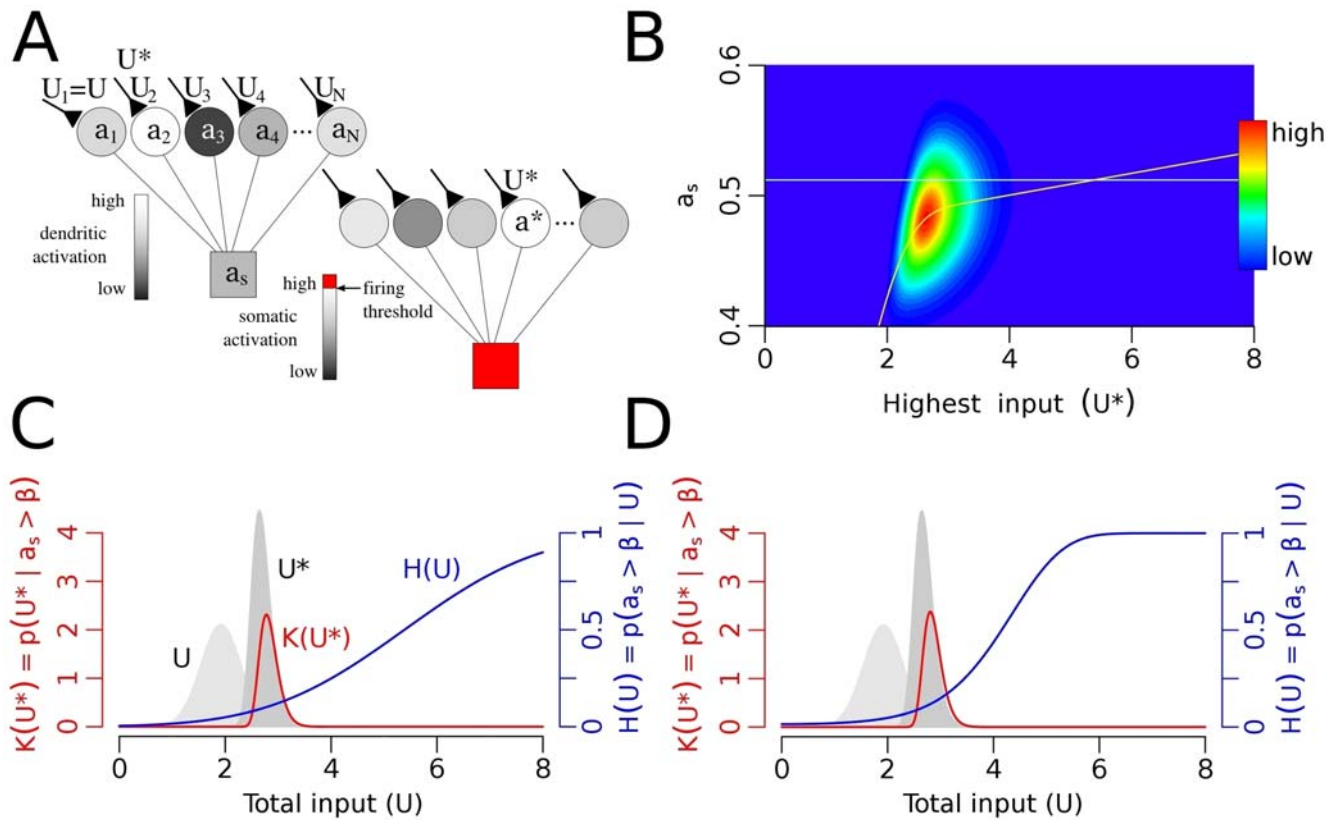 A
U*
U₁=U U₂ U₃ U₄ U_N
a₁ a₂ a₃ a₄ ... a_N
high
dendritic
activation
low
aₛ
U*
a* ...
high
firing
threshold
somatic
activation
low
B
aₛ
0.6
0.5
0.4
0 2 4 6 8
Highest input (U*)
high
low
C
K(U*) = p(U* | aₛ > β)
4
3
2
1
0
U
U*
K(U*)
H(U)
1
0.5
0
H(U) = p(aₛ > β | U)
0 2 4 6 8
Total input (U)
D
K(U*) = p(U* | aₛ > β)
4
3
2
1
0
1
0.5
0
H(U) = p(aₛ > β | U)
0 2 4 6 8
Total input (U)